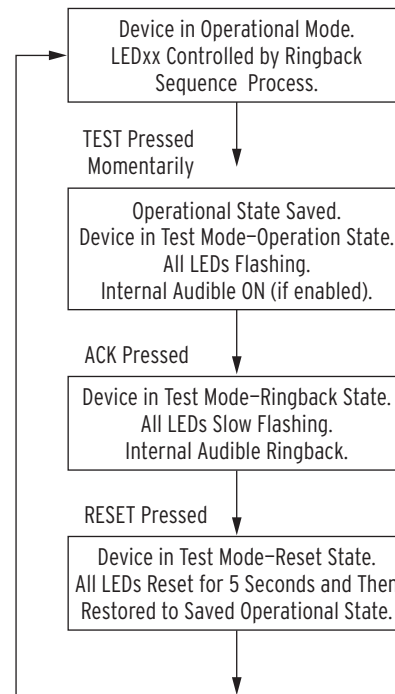 Device in Operational Mode.
LEDxx Controlled by Ringback
Sequence Process.
TEST Pressed
Momentarily
Operational State Saved.
Device in Test Mode–Operation State.
All LEDs Flashing.
Internal Audible ON (if enabled).
ACK Pressed
Device in Test Mode–Ringback State.
All LEDs Slow Flashing.
Internal Audible Ringback.
RESET Pressed
Device in Test Mode–Reset State.
All LEDs Reset for 5 Seconds and Then
Restored to Saved Operational State.